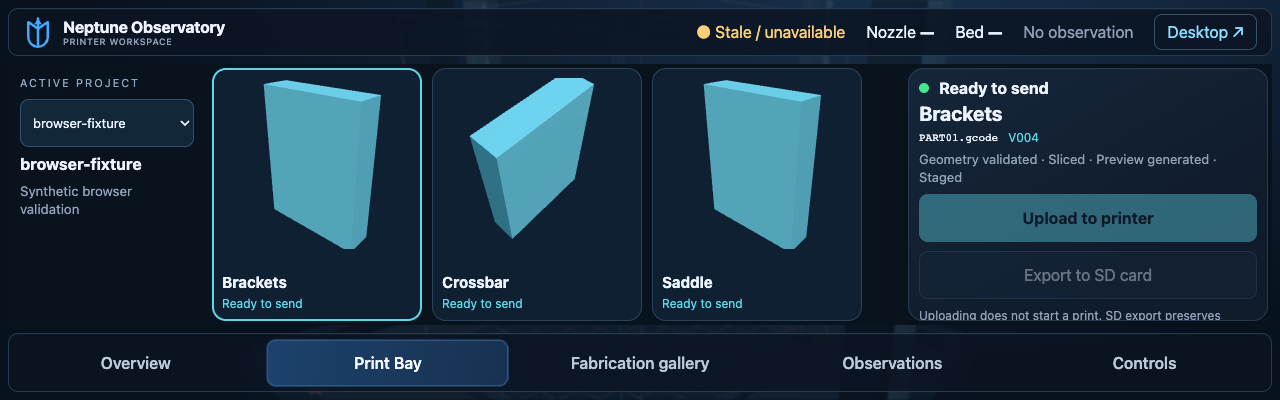 Neptune Observatory
PRINTER WORKSPACE
Stale / unavailable
Nozzle —
Bed —
No observation
Desktop ↗
ACTIVE PROJECT
browser-fixture
browser-fixture
Synthetic browser
validation
Brackets
Ready to send
Crossbar
Ready to send
Saddle
Ready to send
Ready to send
Brackets
PART01.gcode V004
Geometry validated · Sliced · Preview generated ·
Staged
Upload to printer
Export to SD card
Uploading does not start a print. SD export preserves
Overview
Print Bay
Fabrication gallery
Observations
Controls